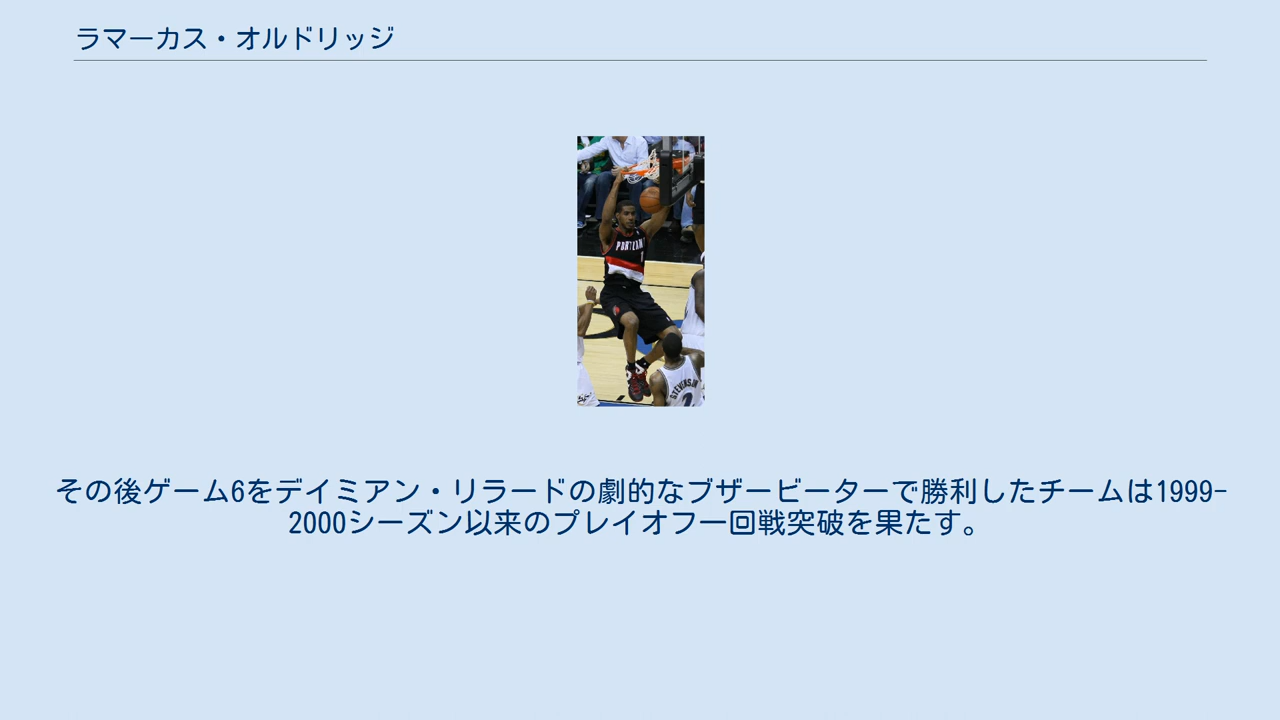 ラマーカス・オルドリッジ
PORTLAND
STEVENSON
2
その後ゲーム6をデイミアン・リラードの劇的なブザービーターで勝利したチームは1999-
2000シーズン以来のプレイオフ一回戦突破を果たす。